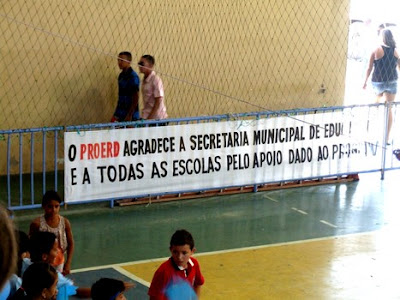 O PROERD AGRADECE A SECRETARIA MUNICIPAL DE
E A TODAS AS ESCOLAS PELO APOIO DADO AO